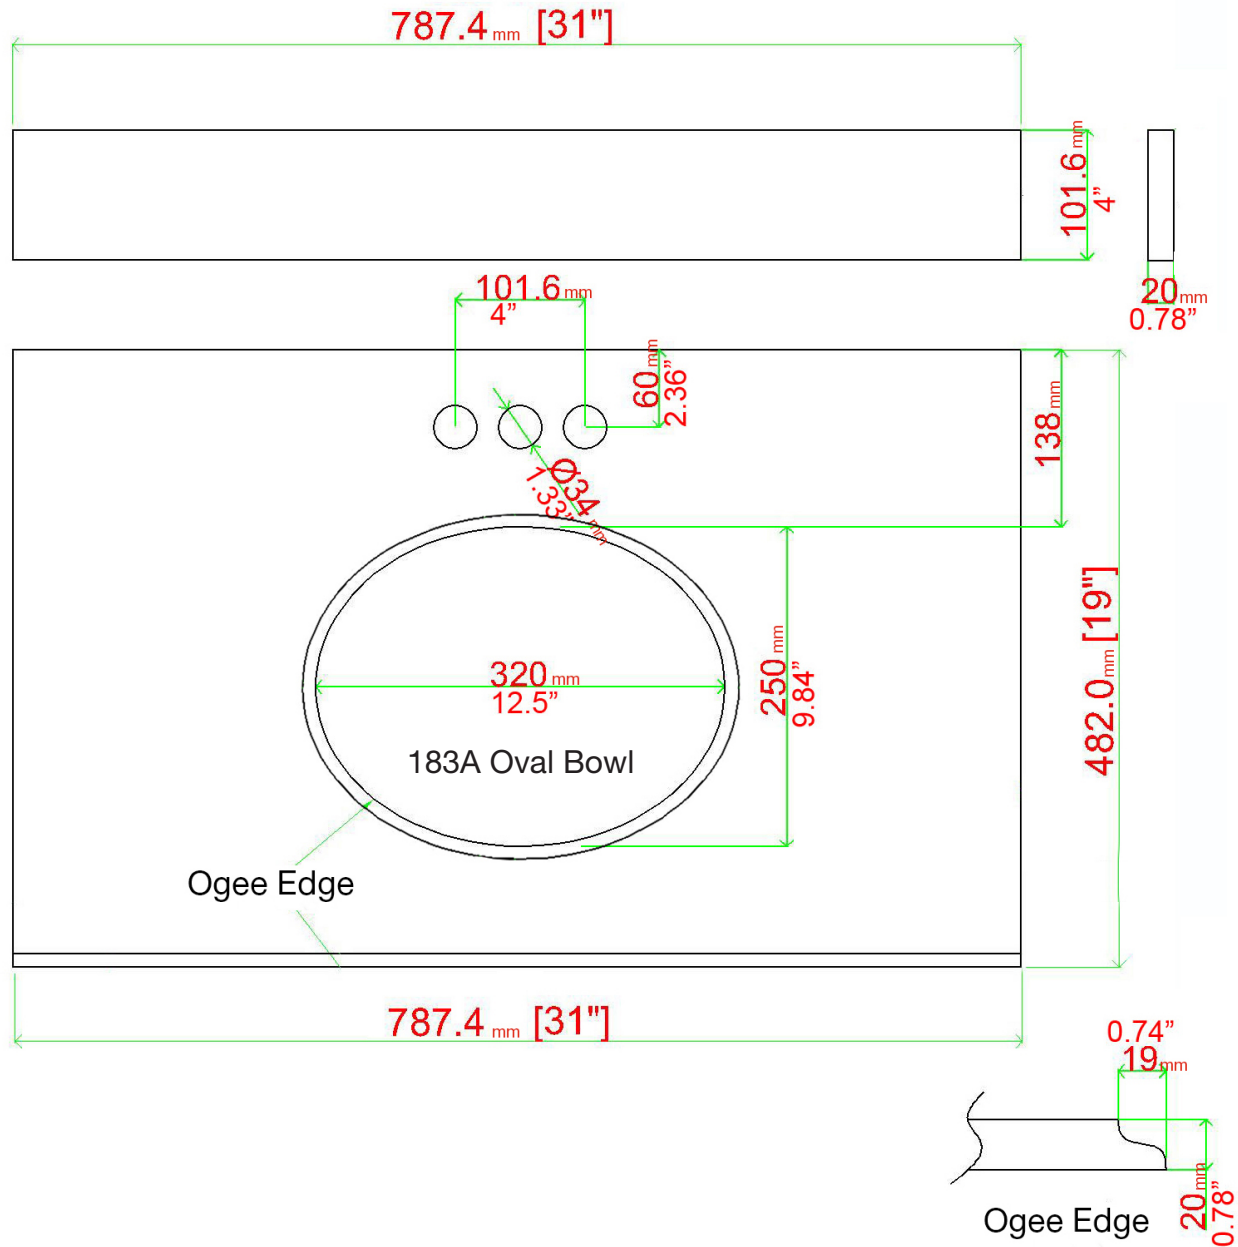 787.4 mm [31"]
101.6 mm
4”
20 mm
0.78”
101.6 mm
4”
60 mm
2.36”
138 mm
Ø34 mm
1.33”
320 mm
12.5”
250 mm
9.84”
482.0 mm [19"]
183A Oval Bowl
Ogee Edge
787.4 mm [31"]
0.74”
19 mm
20 mm
0.78”
Ogee Edge